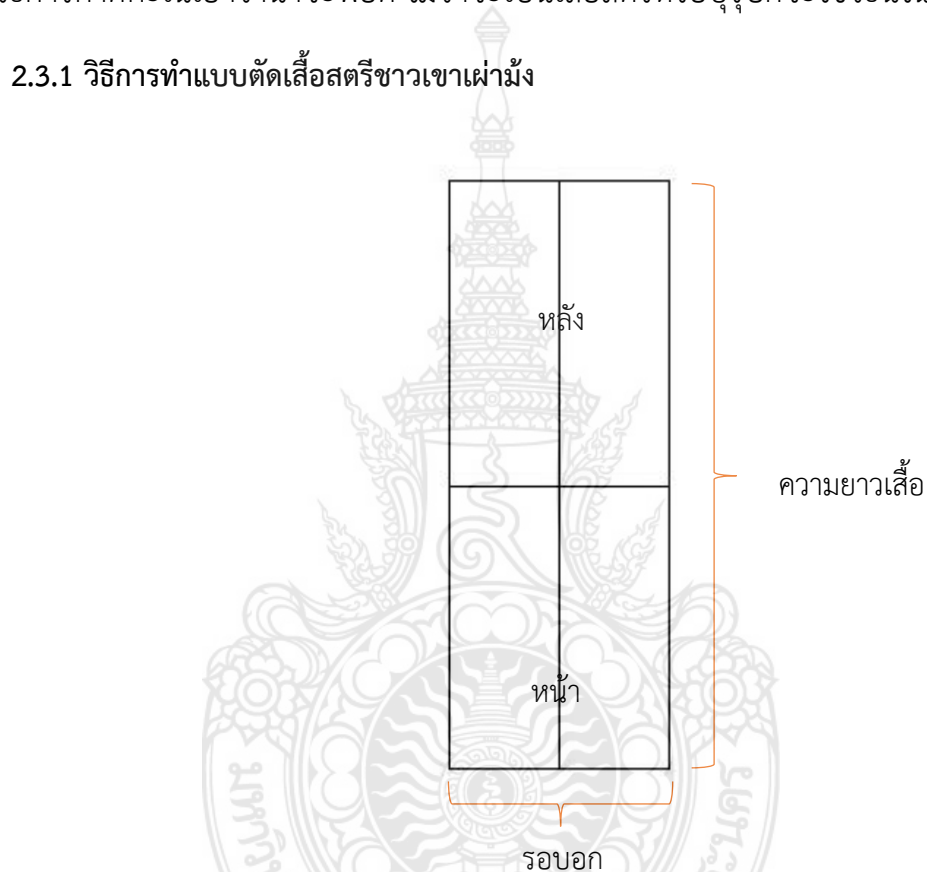 2.3.1 วิธีการทำแบบตัดเสื้อสตรีชาวเขาเผ่าม้ง
หลัง
ความยาวเสื้อ
หน้า
รอบอก